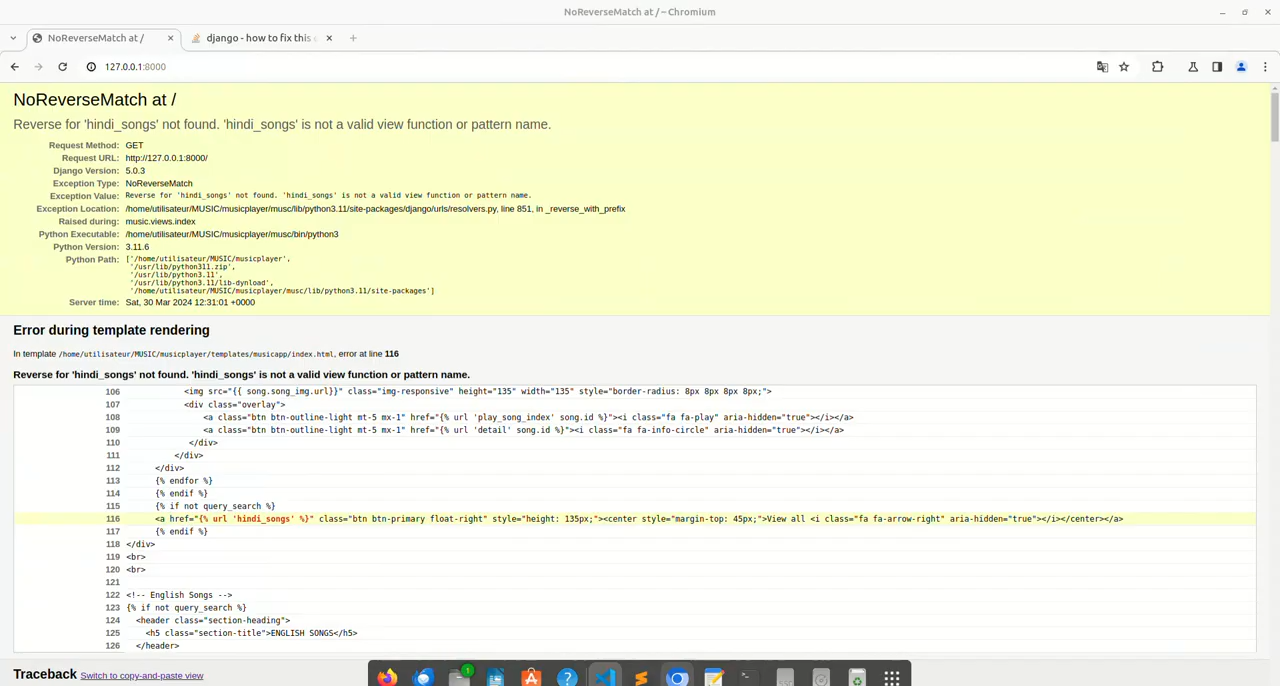 NoReverseMatch at / – Chromium
NoReverseMatch at /
django - how to fix this
127.0.0.1:8000
NoReverseMatch at /
Reverse for 'hindi_songs' not found. 'hindi_songs' is not a valid view function or pattern name.
Request Method: GET
Request URL: http://127.0.0.1:8000/
Django Version: 5.0.3
Exception Type: NoReverseMatch
Exception Value: Reverse for 'hindi_songs' not found. 'hindi_songs' is not a valid view function or pattern name.
Exception Location: /home/utilisateur/MUSIC/musicplayer/musc/lib/python3.11/site-packages/django/urls/resolvers.py, line 851, in _reverse_with_prefix
Raised during: music.views.index
Python Executable: /home/utilisateur/MUSIC/musicplayer/musc/bin/python3
Python Version: 3.11.6
Python Path: ['/home/utilisateur/MUSIC/musicplayer',
'/usr/lib/python311.zip',
'/usr/lib/python3.11',
'/usr/lib/python3.11/lib-dynload',
'/home/utilisateur/MUSIC/musicplayer/musc/lib/python3.11/site-packages']
Server time: Sat, 30 Mar 2024 12:31:01 +0000
Error during template rendering
In template /home/utilisateur/MUSIC/musicplayer/templates/musicapp/index.html, error at line 116
Reverse for 'hindi_songs' not found. 'hindi_songs' is not a valid view function or pattern name.
106 <img src="{{ song.song_img.url}}" class="img-responsive" height="135" width="135" style="border-radius: 8px 8px 8px 8px;">
107 <div class="overlay">
108 <a class="btn btn-outline-light mt-5 mx-1" href="{% url 'play_song_index' song.id %}"><i class="fa fa-play" aria-hidden="true"></i></a>
109 <a class="btn btn-outline-light mt-5 mx-1" href="{% url 'detail' song.id %}"><i class="fa fa-info-circle" aria-hidden="true"></i></a>
110 </div>
111 </div>
112 </div>
113 {% endfor %}
114 {% endif %}
115 {% if not query_search %}
116 <a href="{% url 'hindi_songs' %}" class="btn btn-primary float-right" style="height: 135px;"><center style="margin-top: 45px;">View all <i class="fa fa-arrow-right" aria-hidden="true"></i></center></a>
117 {% endif %}
118 </div>
119 <br>
120 <br>
121
122 <!-- English Songs -->
123 {% if not query_search %}
124 <header class="section-heading">
125 <h5 class="section-title">ENGLISH SONGS</h5>
126 </header>
Traceback Switch to copy-and-paste view
1